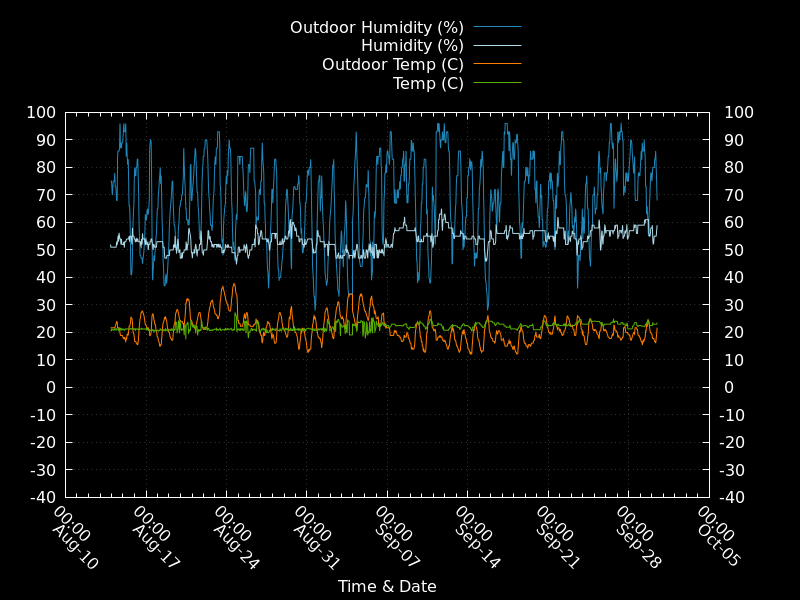 Outdoor Humidity (%)
Humidity (%)
Outdoor Temp (C)
Temp (C)
100 100
90 90
80 80
70 70
60 60
50 50
40 40
30 30
20 20
10 10
0 0
-10 -10
-20 -20
-30 -30
-40 -40
00:00 00:00 00:00 00:00 00:00 00:00 00:00 00:00 00:00
Aug-10 Aug-17 Aug-24 Aug-31 Sep-07 Sep-14 Sep-21 Sep-28 Oct-05
Time & Date